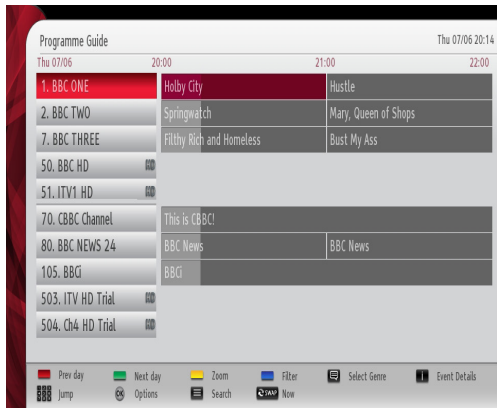 Programme Guide Thu 07/06 20:14
Thu 07/06 20:00 21:00 22:00
1. BBC ONE Holby City Hustle
2. BBC TWO Springwatch Mary, Queen of Shops
7. BBC THREE Filthy Rich and Homeless Bust My Ass
50. BBC HD HD
51. ITV1 HD HD
70. CBBC Channel This is CBBC!
80. BBC NEWS 24 BBC News BBC News
105. BBCi BBCi
503. ITV HD Trial HD
504. Ch4 HD Trial HD
Prev day Next day Zoom Filter Select Genre i Event Details
Jump OK Options Search SWAP Now